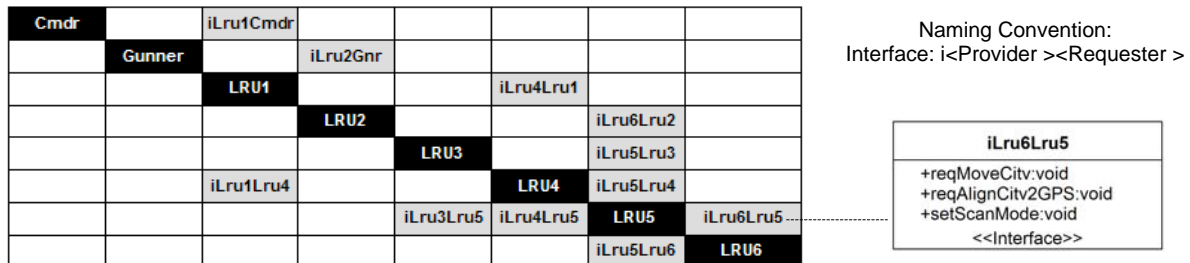 Cmdr iLru1Cmdr
Gunner iLru2Gnr
LRU1 iLru4Lru1
LRU2 iLru6Lru2
LRU3 iLru5Lru3
iLru1Lru4 LRU4 iLru5Lru4
iLru3Lru5 iLru4Lru5 LRU5 iLru6Lru5
iLru5Lru6 LRU6
Naming Convention:
Interface: i<Provider ><Requester >
iLru6Lru5
+reqMoveCitv:void
+reqAlignCitv2GPS:void
+setScanMode:void
<<Interface>>